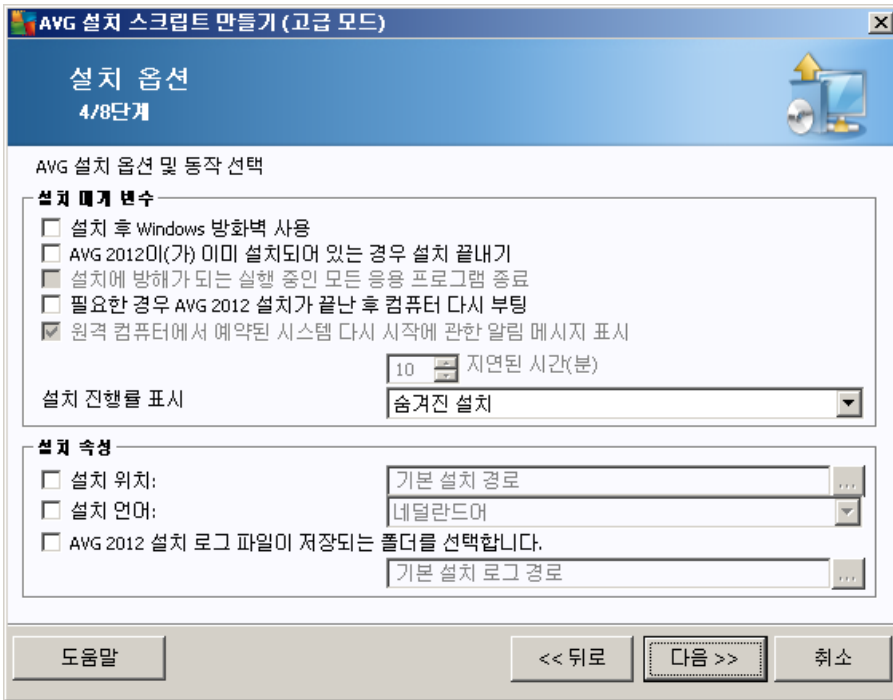 AVG 설치 스크립트 만들기 (고급 모드)
설치 옵션
4/8단계
AVG 설치 옵션 및 동작 선택
설치 매개 변수
설치 후 Windows 방화벽 사용
AVG 2012이(가) 이미 설치되어 있는 경우 설치 끝내기
설치에 방해가 되는 실행 중인 모든 응용 프로그램 종료
필요한 경우 AVG 2012 설치가 끝난 후 컴퓨터 다시 부팅
원격 컴퓨터에서 예약된 시스템 다시 시작에 관한 알림 메시지 표시
10 지연된 시간(분)
설치 진행률 표시 숨겨진 설치
설치 속성
설치 위치: 기본 설치 경로 ...
설치 언어: 네덜란드어
AVG 2012 설치 로그 파일이 저장되는 폴더를 선택합니다.
기본 설치 로그 경로 ...
도움말 << 뒤로 다음 >> 취소